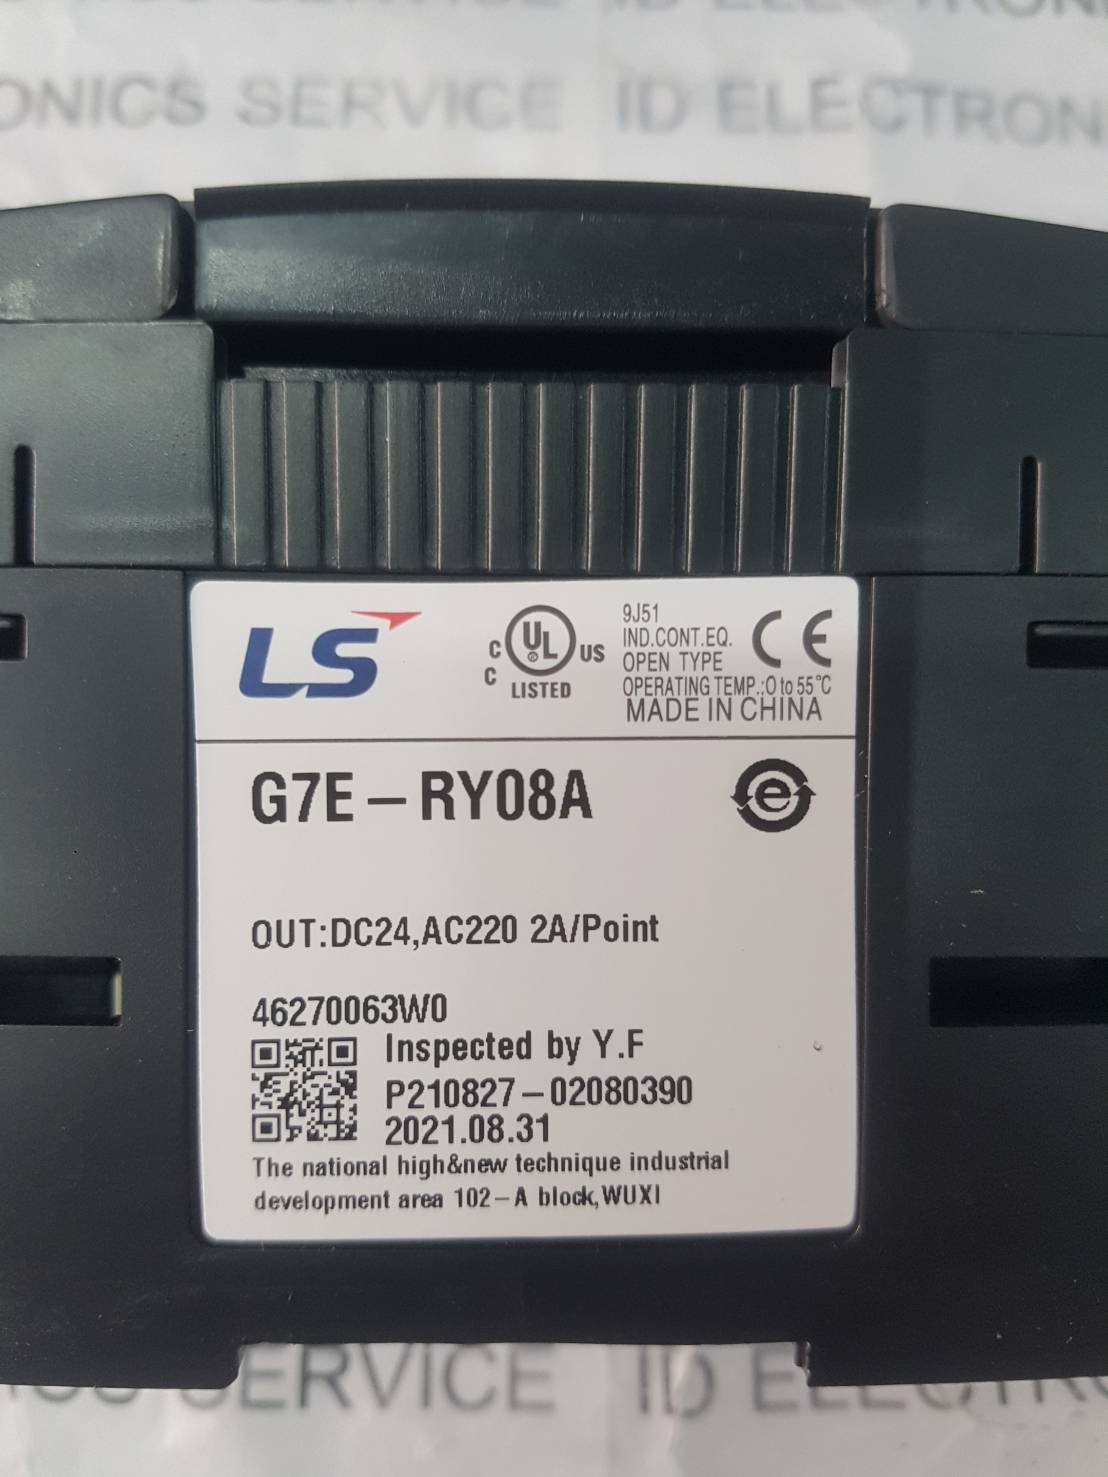 ONICS SERVICE ID ELECTRON
LS
C UL US
C LISTED
9J51
IND.CONT.EQ.
OPEN TYPE
CE
OPERATING TEMP.:0 to 55°C
MADE IN CHINA
G7E-RY08A
e
OUT:DC24,AC220 2A/Point
46270063W0
Inspected by Y.F
P210827-02080390
2021.08.31
The national high&new technique industrial
development area 102-A block,WUXI
SERVICE ID